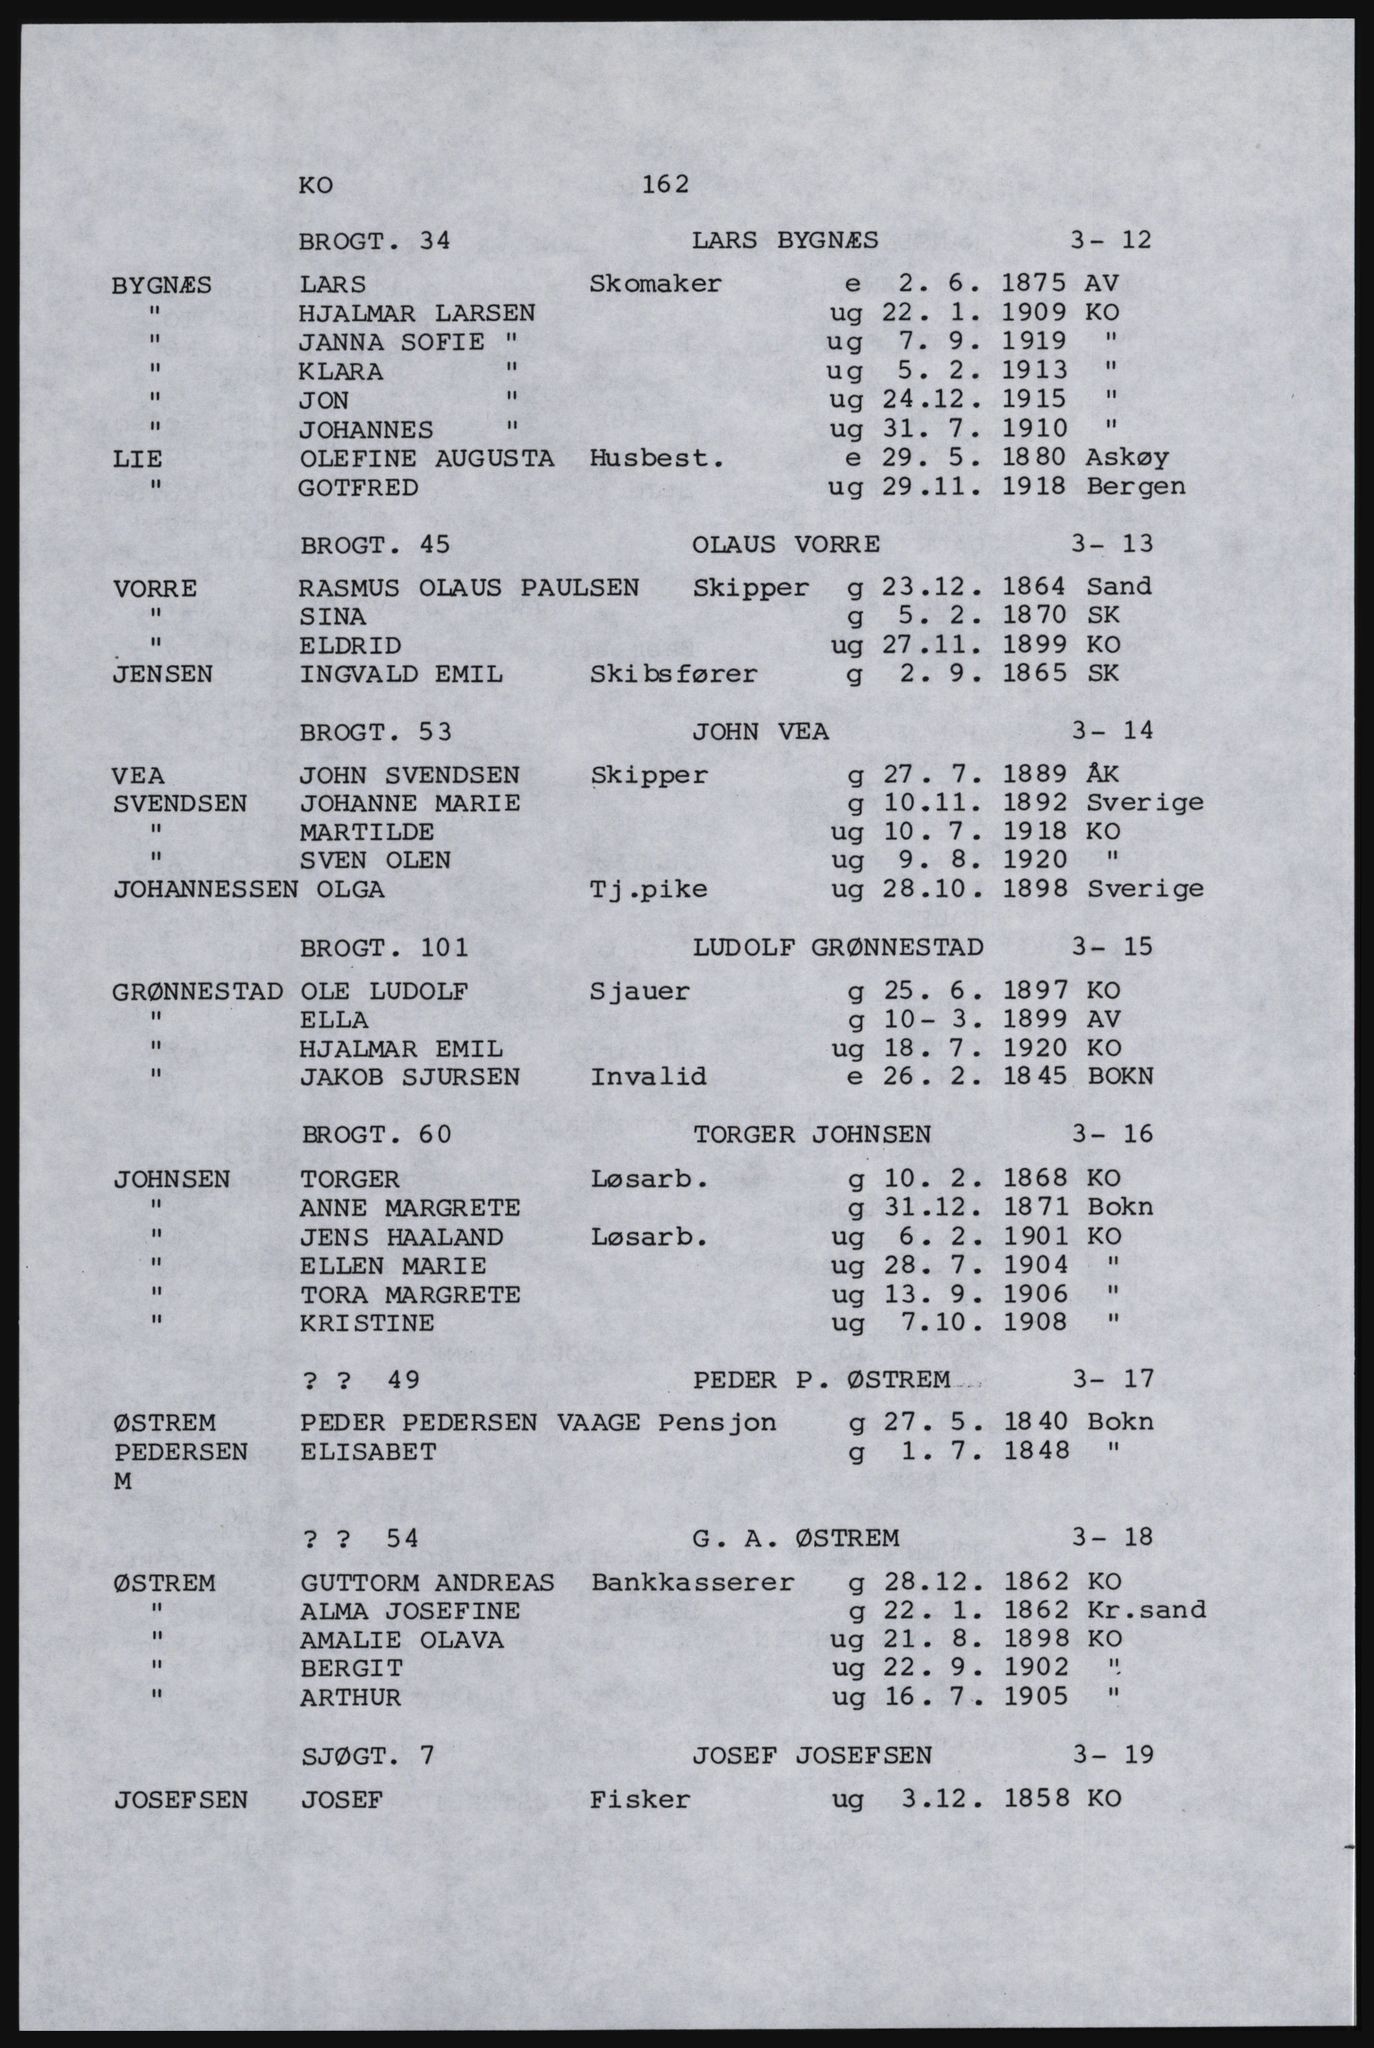 KO 162
BROGT. 34 LARS BYGNÆS 3- 12
BYGNÆS LARS Skomaker e 2. 6. 1875 AV
" HJALMAR LARSEN ug 22. 1. 1909 KO
" JANNA SOFIE " ug 7. 9. 1919 "
" KLARA " ug 5. 2. 1913 "
" JON " ug 24.12. 1915 "
" JOHANNES " ug 31. 7. 1910 "
LIE OLEFINE AUGUSTA Husbest. e 29. 5. 1880 Askøy
" GOTFRED ug 29.11. 1918 Bergen
BROGT. 45 OLAUS VORRE 3- 13
VORRE RASMUS OLAUS PAULSEN Skipper g 23.12. 1864 Sand
" SINA g 5. 2. 1870 SK
" ELDRID ug 27.11. 1899 KO
JENSEN INGVALD EMIL Skibsfører g 2. 9. 1865 SK
BROGT. 53 JOHN VEA 3- 14
VEA JOHN SVENDSEN Skipper g 27. 7. 1889 ÅK
SVENDSEN JOHANNE MARIE g 10.11. 1892 Sverige
" MARTILDE ug 10. 7. 1918 KO
" SVEN OLEN ug 9. 8. 1920 "
JOHANNESSEN OLGA Tj.pike ug 28.10. 1898 Sverige
BROGT. 101 LUDOLF GRØNNESTAD 3- 15
GRØNNESTAD OLE LUDOLF Sjauer g 25. 6. 1897 KO
" ELLA g 10- 3. 1899 AV
" HJALMAR EMIL ug 18. 7. 1920 KO
" JAKOB SJURSEN Invalid e 26. 2. 1845 BOKN
BROGT. 60 TORGER JOHNSEN 3- 16
JOHNSEN TORGER Løsarb. g 10. 2. 1868 KO
" ANNE MARGRETE g 31.12. 1871 Bokn
" JENS HAALAND Løsarb. ug 6. 2. 1901 KO
" ELLEN MARIE ug 28. 7. 1904 "
" TORA MARGRETE ug 13. 9. 1906 "
" KRISTINE ug 7.10. 1908 "
? ? 49 PEDER P. ØSTREM 3- 17
ØSTREM PEDER PEDERSEN VAAGE Pensjon g 27. 5. 1840 Bokn
PEDERSEN ELISABET g 1. 7. 1848 "
M
? ? 54 G. A. ØSTREM 3- 18
ØSTREM GUTTORM ANDREAS Bankkasserer g 28.12. 1862 KO
" ALMA JOSEFINE g 22. 1. 1862 Kr.sand
" AMALIE OLAVA ug 21. 8. 1898 KO
" BERGIT ug 22. 9. 1902 "
" ARTHUR ug 16. 7. 1905 "
SJØGT. 7 JOSEF JOSEFSEN 3- 19
JOSEFSEN JOSEF Fisker ug 3.12. 1858 KO